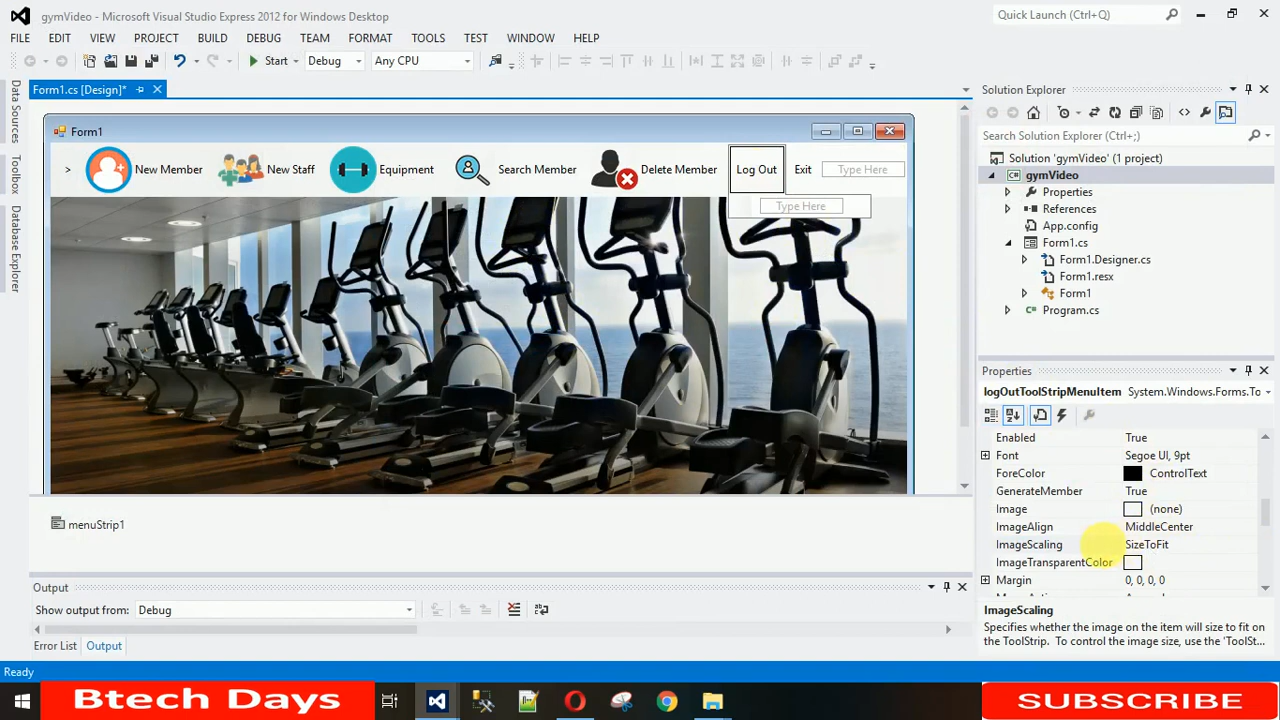 gymVideo - Microsoft Visual Studio Express 2012 for Windows Desktop
Quick Launch (Ctrl+Q)
FILE EDIT VIEW PROJECT BUILD DEBUG TEAM FORMAT TOOLS TEST WINDOW HELP
Start Debug Any CPU
Data Sources
Toolbox
Database Explorer
Form1.cs [Design]*
Form1
> New Member New Staff Equipment Search Member Delete Member Log Out Exit Type Here
Type Here
menuStrip1
Output
Show output from: Debug
Error List Output
Solution Explorer
Search Solution Explorer (Ctrl+;)
Solution 'gymVideo' (1 project)
gymVideo
Properties
References
App.config
Form1.cs
Form1.Designer.cs
Form1.resx
Form1
Program.cs
Properties
logOutToolStripMenuItem System.Windows.Forms.To
Enabled True
Font Segoe UI, 9pt
ForeColor ControlText
GenerateMember True
Image (none)
ImageAlign MiddleCenter
ImageScaling SizeToFit
ImageTransparentColor
Margin 0, 0, 0, 0
ImageScaling
Specifies whether the image on the item will size to fit on
the ToolStrip. To control the image size, use the 'ToolSt...
Ready
Btech Days
SUBSCRIBE